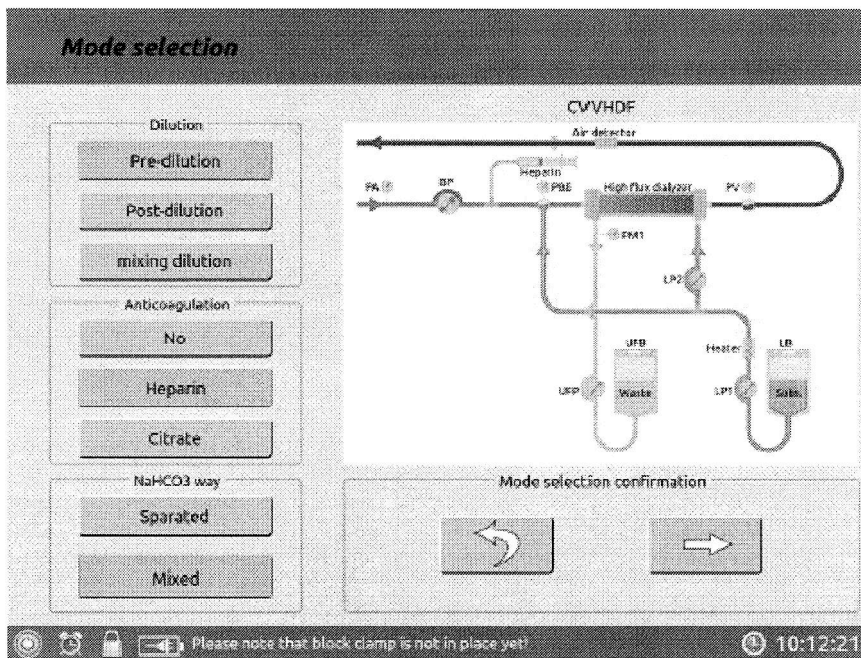 Mode selection
CVVHDF
Dilution
Pre-dilution
Post-dilution
mixing dilution
Anticoagulation
No
Heparin
Citrate
NaHCO3 way
Sparated
Mixed
Air detector
Heparin
PA
BP
PBE
High flux dialyzer
PV
PM1
LP2
UFB
Heater
LB
UFP
Waste
LP1
Subs.
Mode selection confirmation
Please note that block clamp is not in place yet!
10:12:21